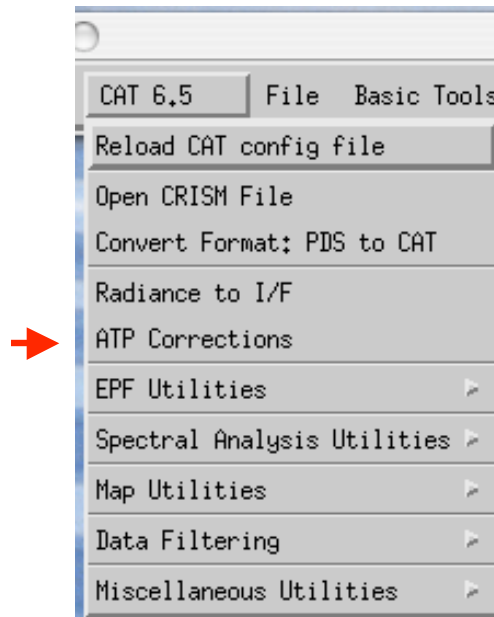 CAT 6.5 File Basic Tools
Reload CAT config file
Open CRISM File
Convert Format: PDS to CAT
Radiance to I/F
ATP Corrections
EPF Utilities
Spectral Analysis Utilities
Map Utilities
Data Filtering
Miscellaneous Utilities